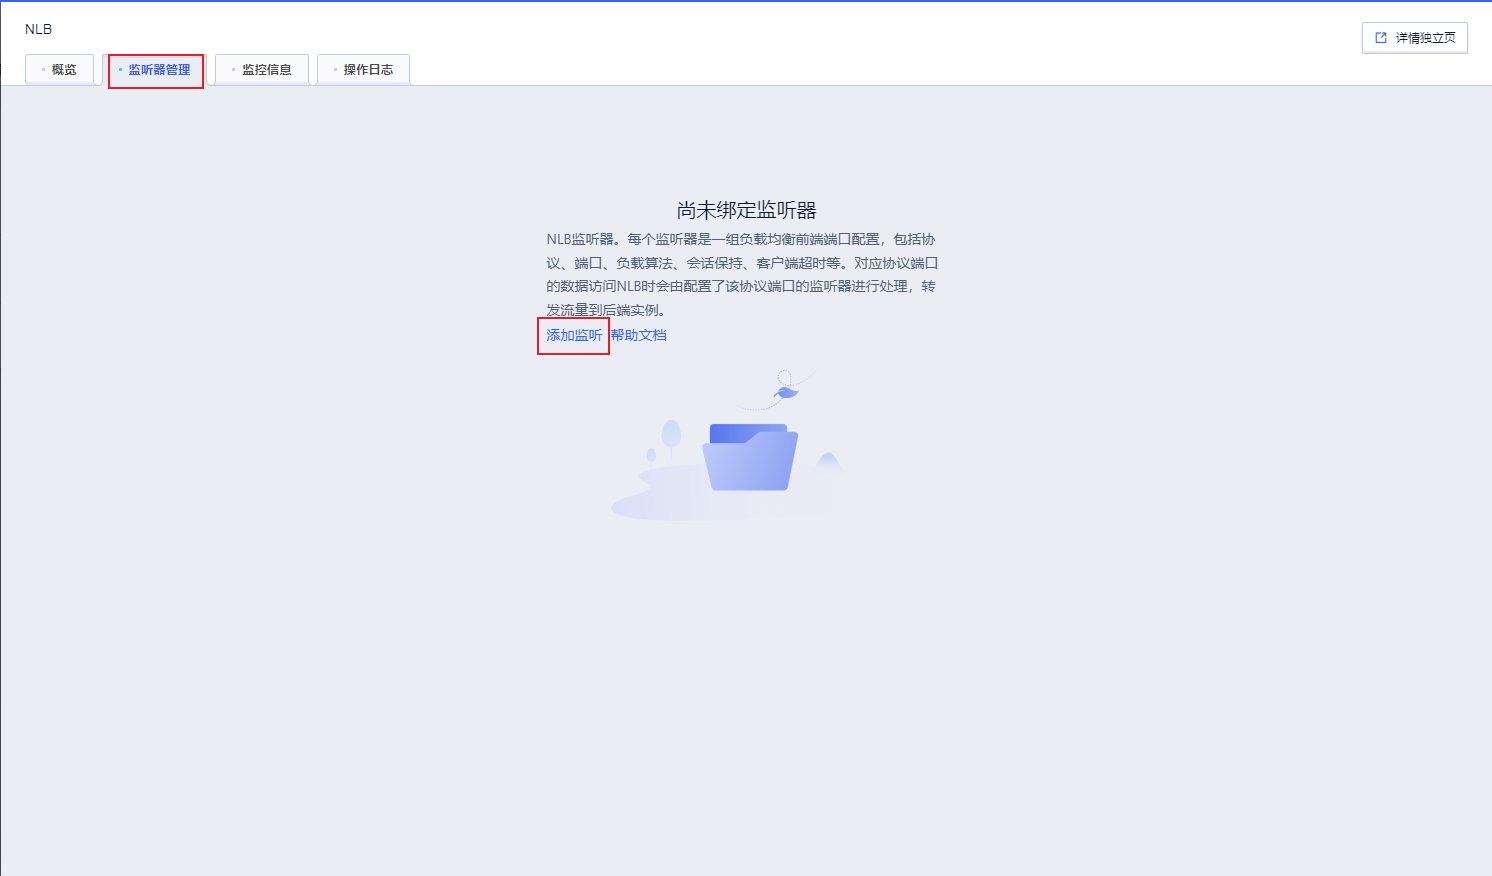 NLB
详情独立页
概览
监听器管理
监控信息
操作日志
尚未绑定监听器
NLB监听器。每个监听器是一组负载均衡前端端口配置，包括协
议、端口、负载算法、会话保持、客户端超时等。对应协议端口
的数据访问NLB时会由配置了该协议端口的监听器进行处理，转
发流量到后端实例。
添加监听 帮助文档